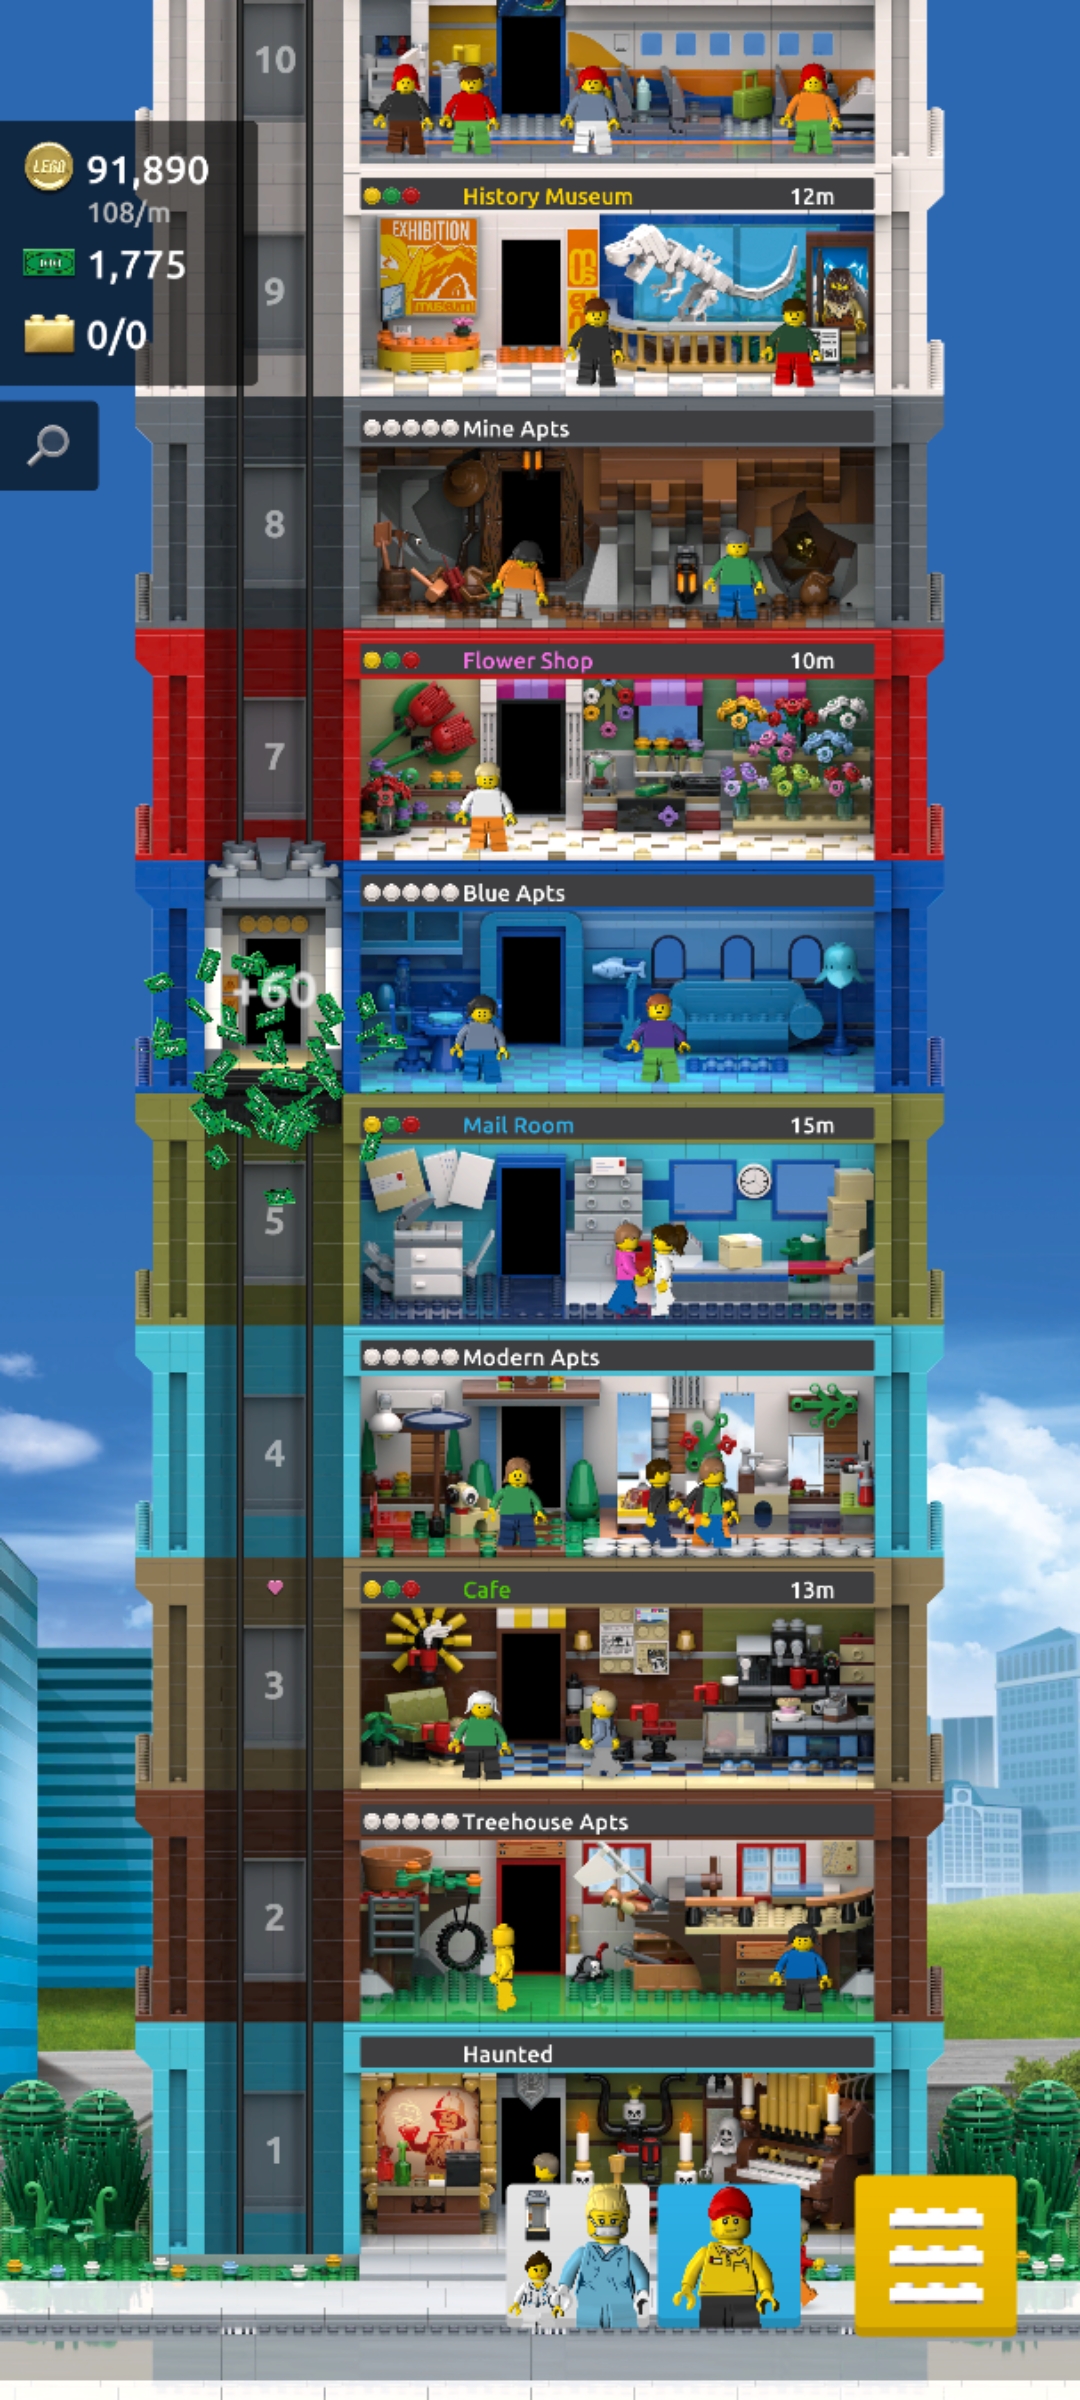 10
LEGO
91,890
108/m
1,775
0/0
History Museum 12m
EXHIBITION
museum
9
Mine Apts
8
Flower Shop 10m
7
Blue Apts
+60
Mail Room 15m
5
Modern Apts
4
Cafe 13m
3
Treehouse Apts
2
Haunted
1